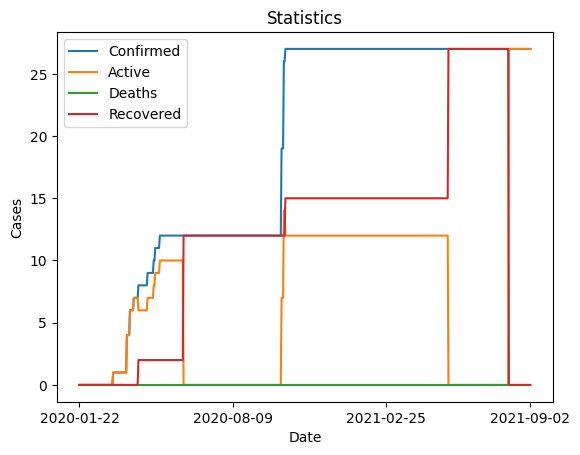 Statistics
Confirmed
Active
Deaths
Recovered
Cases
25
20
15
10
5
0
2020-01-22
2020-08-09
2021-02-25
2021-09-02
Date